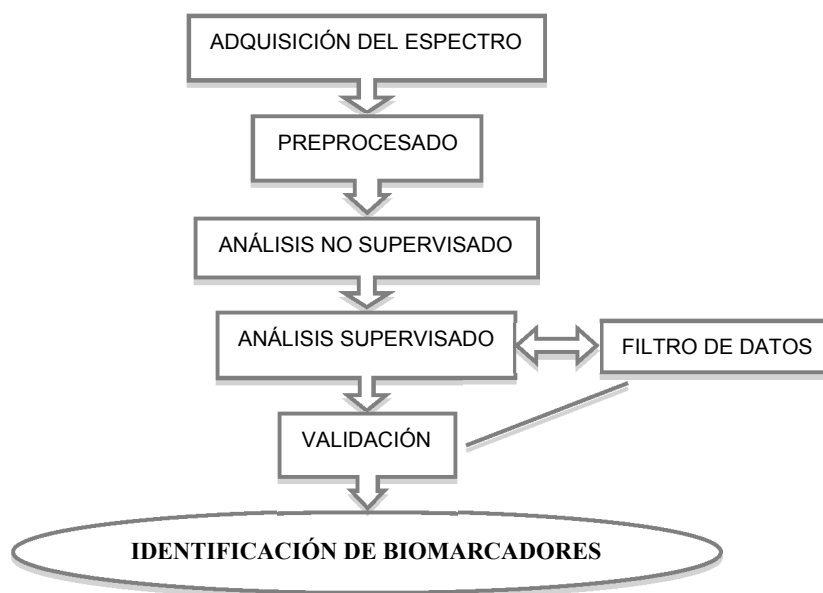 ADQUISICIÓN DEL ESPECTRO
PREPROCESADO
ANÁLISIS NO SUPERVISADO
ANÁLISIS SUPERVISADO
FILTRO DE DATOS
VALIDACIÓN
IDENTIFICACIÓN DE BIOMARCADORES